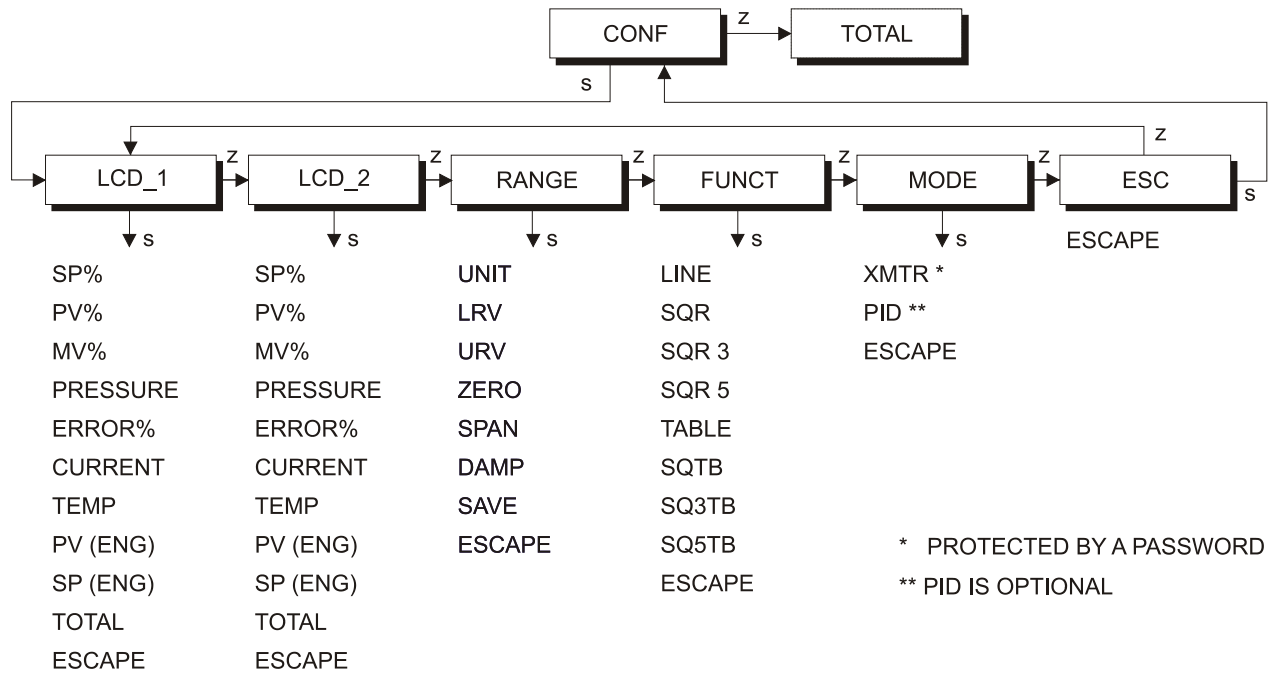 CONF
z
TOTAL
s
z
LCD_1
z
LCD_2
z
RANGE
z
FUNCT
z
MODE
z
ESC
s
s
s
s
s
s
ESCAPE
SP%
PV%
MV%
PRESSURE
ERROR%
CURRENT
TEMP
PV (ENG)
SP (ENG)
TOTAL
ESCAPE
SP%
PV%
MV%
PRESSURE
ERROR%
CURRENT
TEMP
PV (ENG)
SP (ENG)
TOTAL
ESCAPE
UNIT
LRV
URV
ZERO
SPAN
DAMP
SAVE
ESCAPE
LINE
SQR
SQR 3
SQR 5
TABLE
SQTB
SQ3TB
SQ5TB
ESCAPE
XMTR *
PID **
ESCAPE
* PROTECTED BY A PASSWORD
** PID IS OPTIONAL